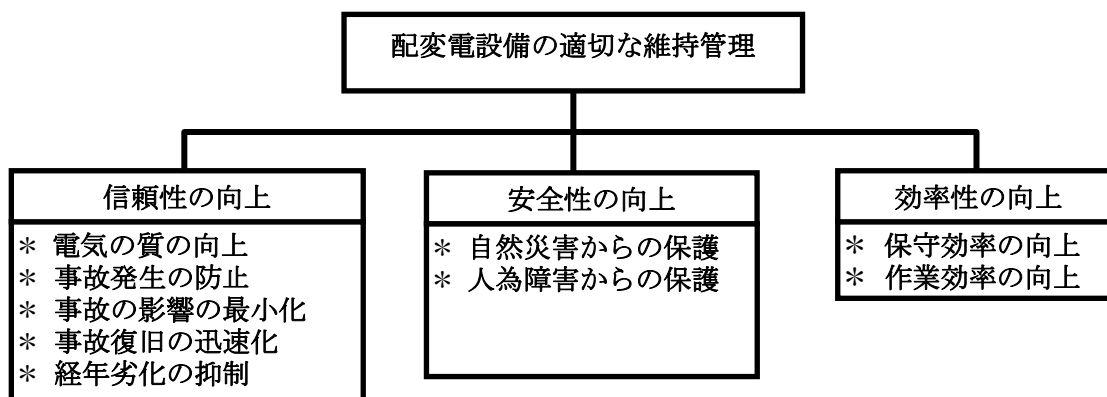 配変電設備の適切な維持管理
信頼性の向上
* 電気の質の向上
* 事故発生の防止
* 事故の影響の最小化
* 事故復旧の迅速化
* 経年劣化の抑制
安全性の向上
* 自然災害からの保護
* 人為障害からの保護
効率性の向上
* 保守効率の向上
* 作業効率の向上